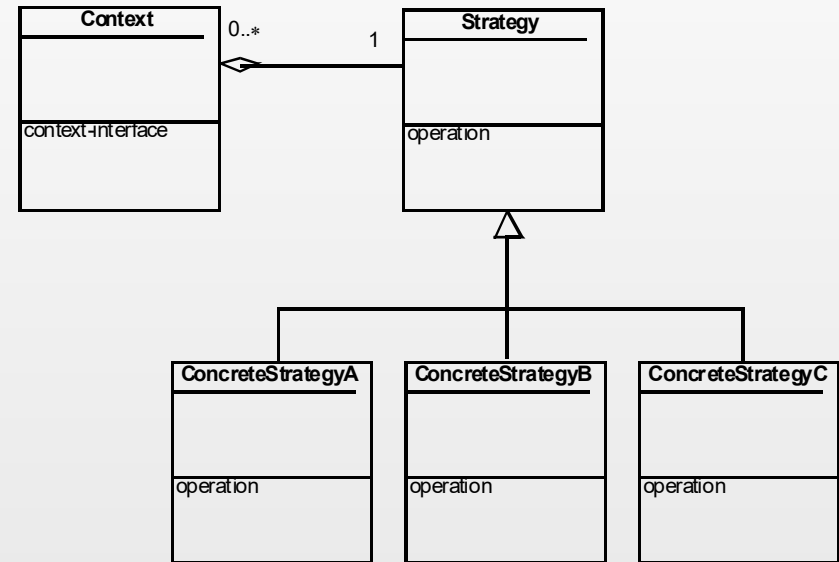 Context
0..*
1
Strategy
context-interface
operation
ConcreteStrategyA
ConcreteStrategyB
ConcreteStrategyC
operation
operation
operation